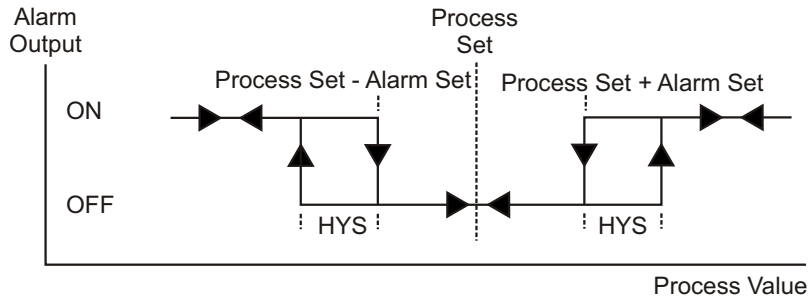 Alarm
Output
Process
Set
Process Set - Alarm Set
Process Set + Alarm Set
ON
OFF
HYS
HYS
Process Value